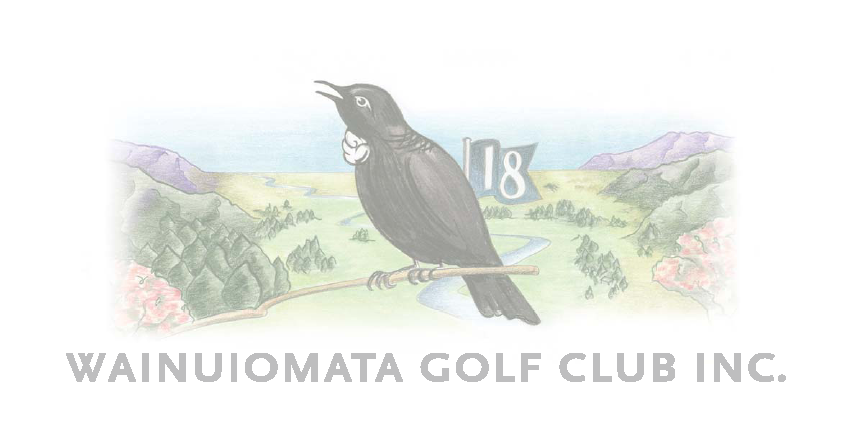 18
WAINUIOMATA GOLF CLUB INC.